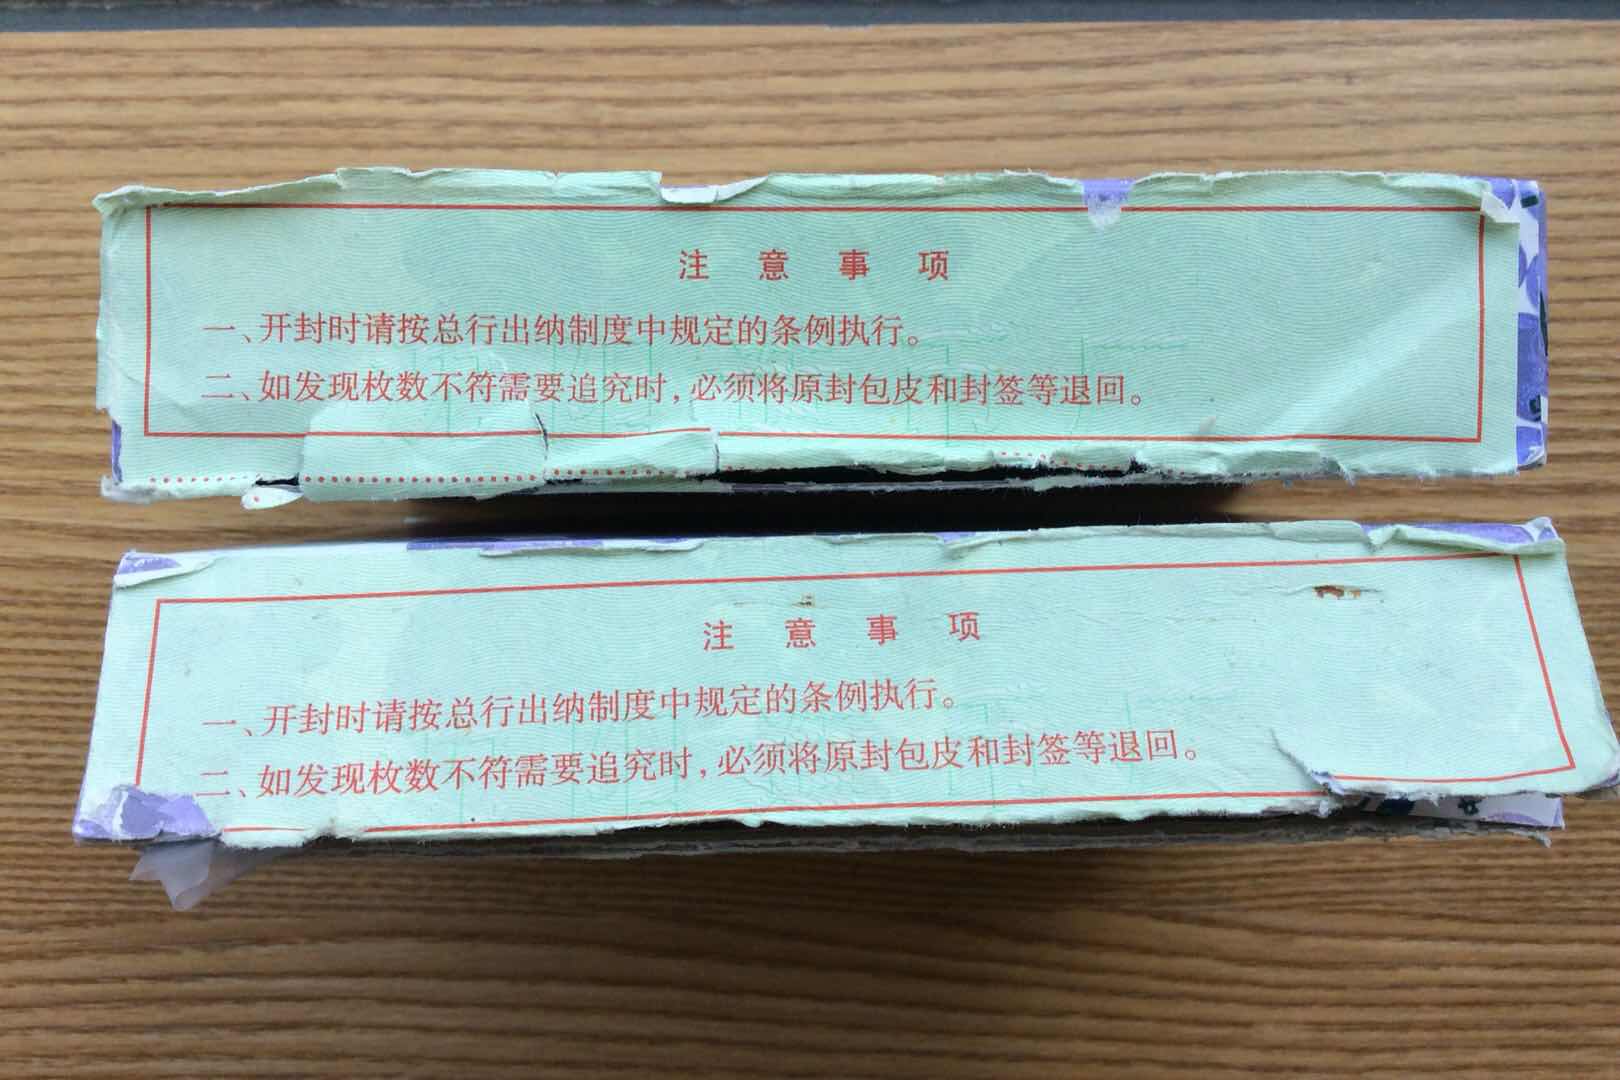 注意事项
一、开封时请按总行出纳制度中规定的条例执行。
二、如发现枚数不符需要追究时，必须将原封包皮和封签等退回。
注意事项
一、开封时请按总行出纳制度中规定的条例执行。
二、如发现枚数不符需要追究时，必须将原封包皮和封签等退回。